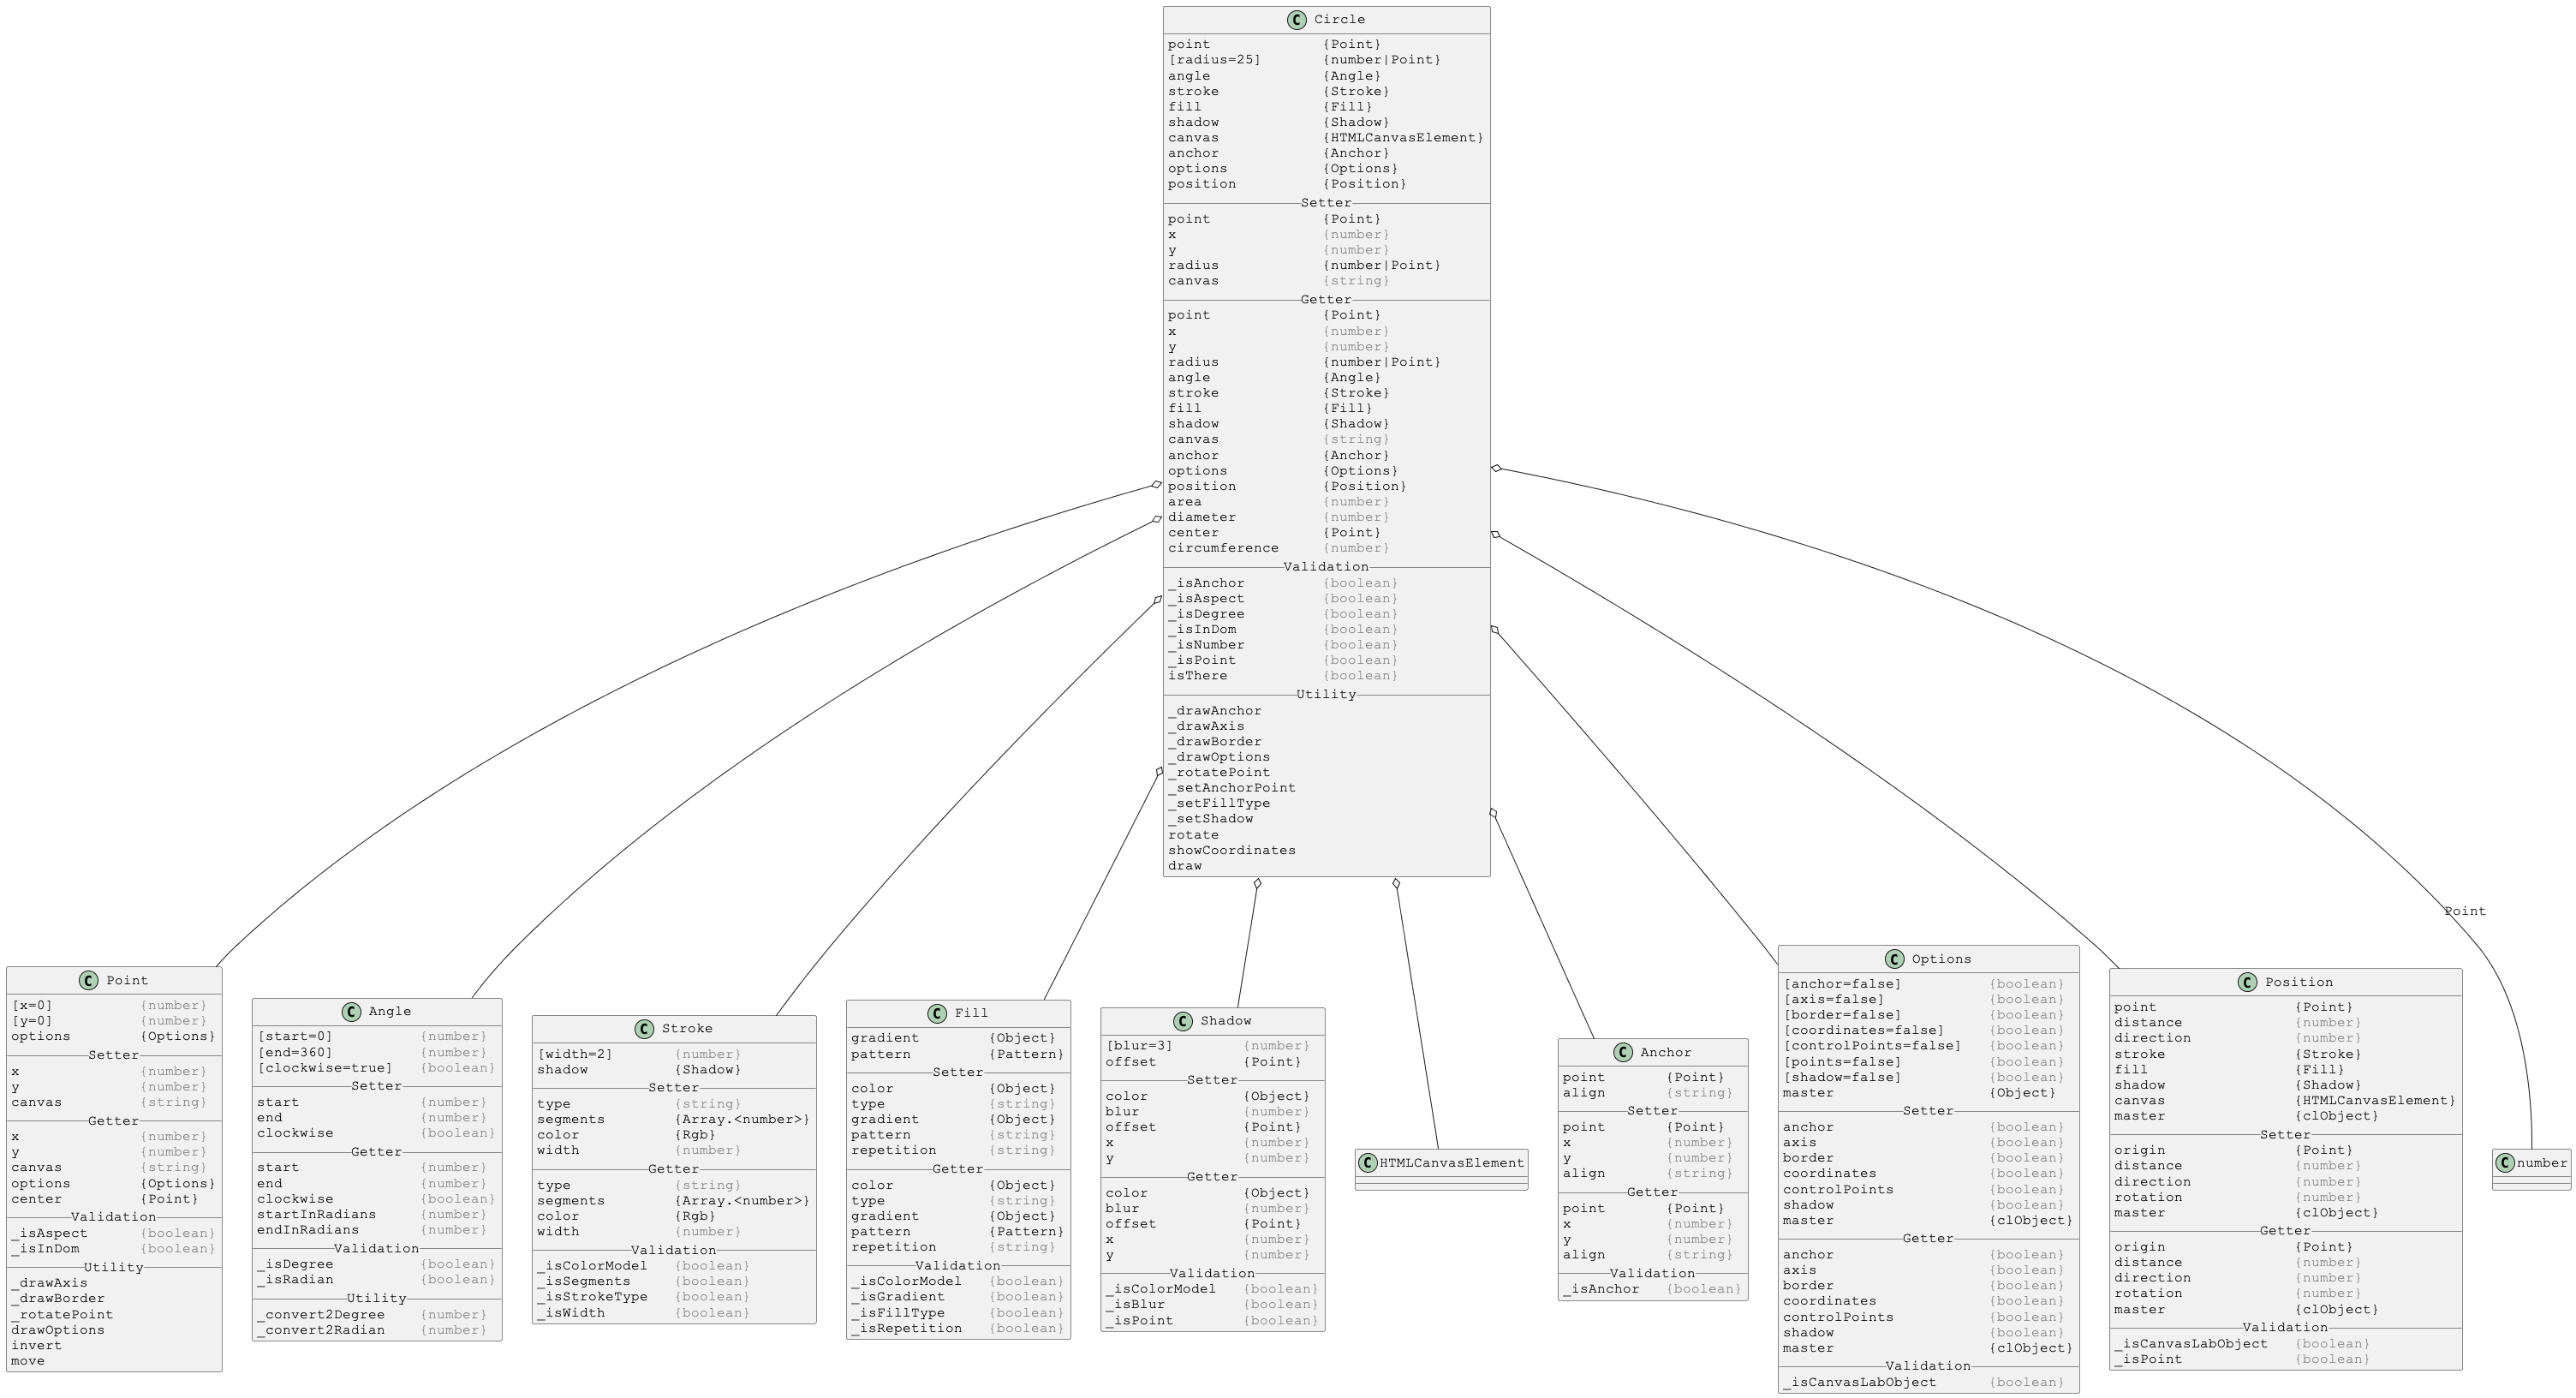 C Circle
point {Point}
[radius=25] {number|Point}
angle {Angle}
stroke {Stroke}
fill {Fill}
shadow {Shadow}
canvas {HTMLCanvasElement}
anchor {Anchor}
options {Options}
position {Position}
Setter
point {Point}
x {number}
y {number}
radius {number|Point}
canvas {string}
Getter
point {Point}
x {number}
y {number}
radius {number|Point}
angle {Angle}
stroke {Stroke}
fill {Fill}
shadow {Shadow}
canvas {string}
anchor {Anchor}
options {Options}
position {Position}
area {number}
diameter {number}
center {Point}
circumference {number}
Validation
_isAnchor {boolean}
_isAspect {boolean}
_isDegree {boolean}
_isInDom {boolean}
_isNumber {boolean}
_isPoint {boolean}
isThere {boolean}
Utility
_drawAnchor
_drawAxis
_drawBorder
_drawOptions
_rotatePoint
_setAnchorPoint
_setFillType
_setShadow
rotate
showCoordinates
draw
Point
C Point
[x=0] {number}
[y=0] {number}
options {Options}
Setter
x {number}
y {number}
canvas {string}
Getter
x {number}
y {number}
canvas {string}
options {Options}
center {Point}
Validation
_isAspect {boolean}
_isInDom {boolean}
Utility
_drawAxis
_drawBorder
_rotatePoint
drawOptions
invert
move
C Angle
[start=0] {number}
[end=360] {number}
[clockwise=true] {boolean}
Setter
start {number}
end {number}
clockwise {boolean}
Getter
start {number}
end {number}
clockwise {boolean}
startInRadians {number}
endInRadians {number}
Validation
_isDegree {boolean}
_isRadian {boolean}
Utility
_convert2Degree {number}
_convert2Radian {number}
C Stroke
[width=2] {number}
shadow {Shadow}
Setter
type {string}
segments {Array.<number>}
color {Rgb}
width {number}
Getter
type {string}
segments {Array.<number>}
color {Rgb}
width {number}
Validation
_isColorModel {boolean}
_isSegments {boolean}
_isStrokeType {boolean}
_isWidth {boolean}
C Fill
gradient {Object}
pattern {Pattern}
Setter
color {Object}
type {string}
gradient {Object}
pattern {string}
repetition {string}
Getter
color {Object}
type {string}
gradient {Object}
pattern {Pattern}
repetition {string}
Validation
_isColorModel {boolean}
_isGradient {boolean}
_isFillType {boolean}
_isRepetition {boolean}
C Shadow
[blur=3] {number}
offset {Point}
Setter
color {Object}
blur {number}
offset {Point}
x {number}
y {number}
Getter
color {Object}
blur {number}
offset {Point}
x {number}
y {number}
Validation
_isColorModel {boolean}
_isBlur {boolean}
_isPoint {boolean}
C HTMLCanvasElement
C Anchor
point {Point}
align {string}
Setter
point {Point}
x {number}
y {number}
align {string}
Getter
point {Point}
x {number}
y {number}
align {string}
Validation
_isAnchor {boolean}
C Options
[anchor=false] {boolean}
[axis=false] {boolean}
[border=false] {boolean}
[coordinates=false] {boolean}
[controlPoints=false] {boolean}
[points=false] {boolean}
[shadow=false] {boolean}
master {Object}
Setter
anchor {boolean}
axis {boolean}
border {boolean}
coordinates {boolean}
controlPoints {boolean}
shadow {boolean}
master {clObject}
Getter
anchor {boolean}
axis {boolean}
border {boolean}
coordinates {boolean}
controlPoints {boolean}
shadow {boolean}
master {clObject}
Validation
_isCanvasLabObject {boolean}
C Position
point {Point}
distance {number}
direction {number}
stroke {Stroke}
fill {Fill}
shadow {Shadow}
canvas {HTMLCanvasElement}
master {clObject}
Setter
origin {Point}
distance {number}
direction {number}
rotation {number}
master {clObject}
Getter
origin {Point}
distance {number}
direction {number}
rotation {number}
master {clObject}
Validation
_isCanvasLabObject {boolean}
_isPoint {boolean}
C number